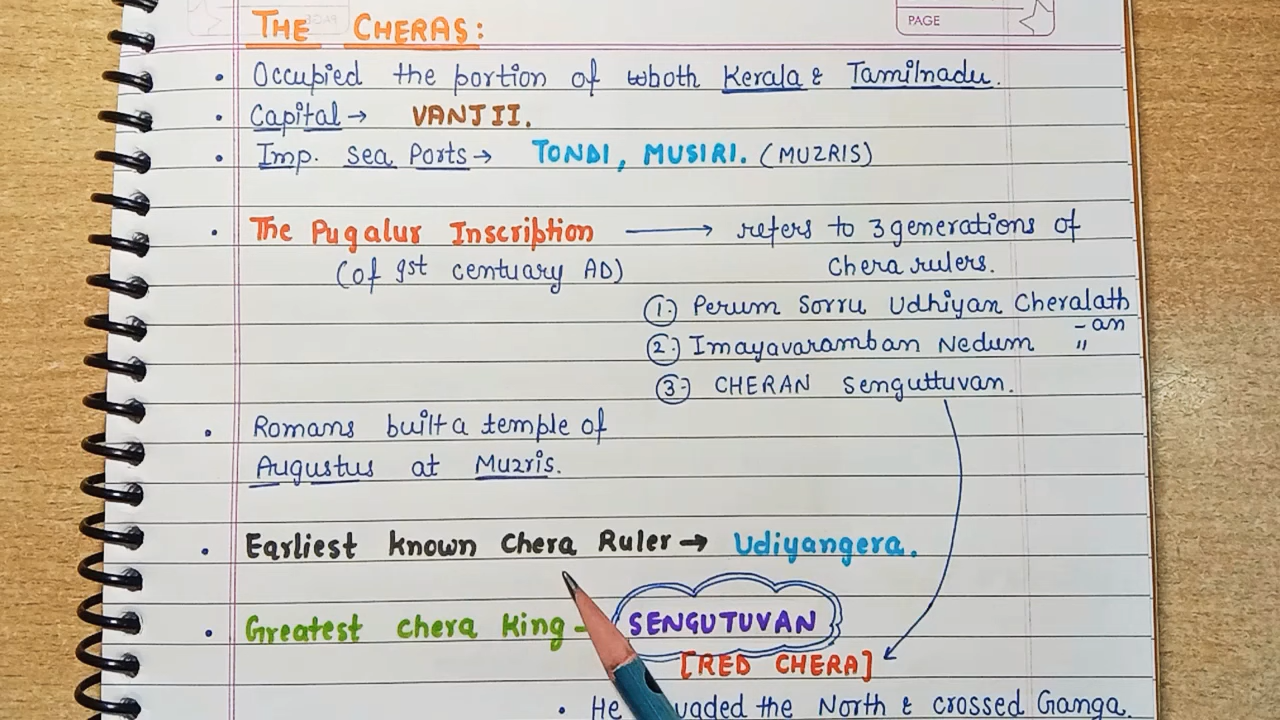 PAGE
THE CHERAS:
• Occupied the portion of both Kerala & Tamilnadu.
• Capital → VANJII.
• Imp. Sea Ports → TONDI, MUSIRI. (MUZRIS)
• The Pugalur Inscription → refers to 3 generations of
(of 1st centuary AD) Chera rulers.
① Perum Sorru Udhiyan Cheralath
-an
② Imayavaramban Nedum "
③ CHERAN Senguttuvan.
• Romans built a temple of
Augustus at Muzris.
• Earliest known Chera Ruler → Udiyangera.
• Greatest Chera King - SENGUTUVAN
[RED CHERA]
• He the North & crossed Ganga.